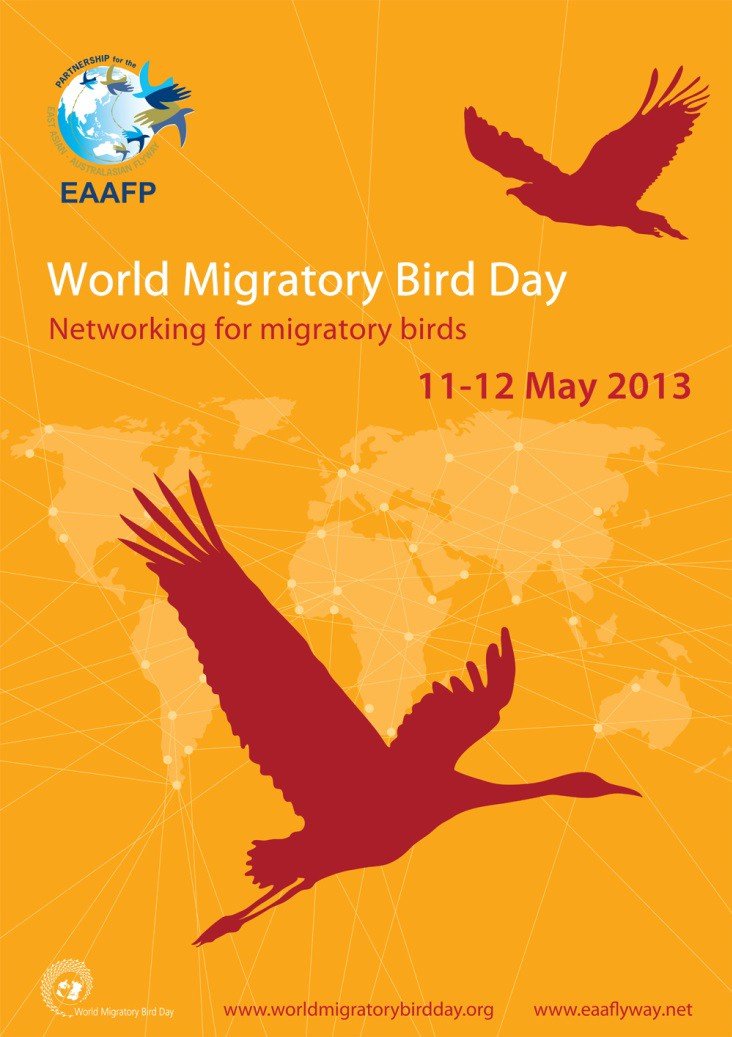 PARTNERSHIP for the
EAST ASIAN - AUSTRALASIAN FLYWAY
EAAFP
World Migratory Bird Day
Networking for migratory birds
11-12 May 2013
World Migratory Bird Day
www.worldmigratorybirdday.org
www.eaaflyway.net